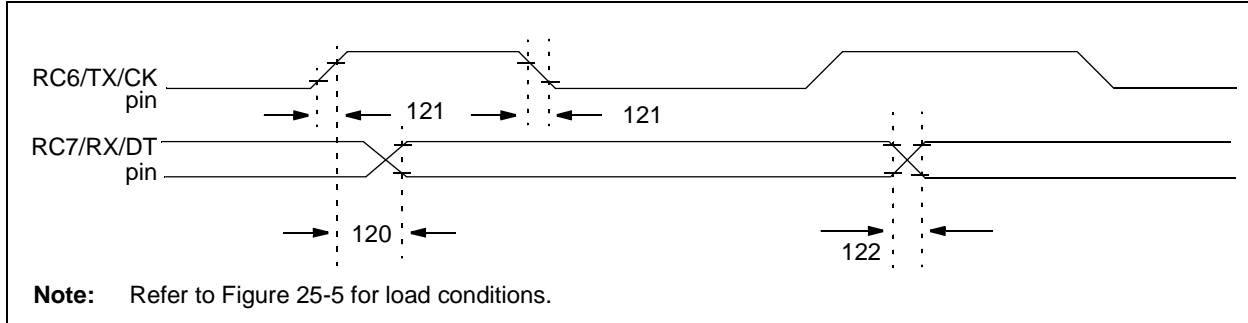 RC6/TX/CK
pin
121
121
RC7/RX/DT
pin
120
122
Note: Refer to Figure 25-5 for load conditions.